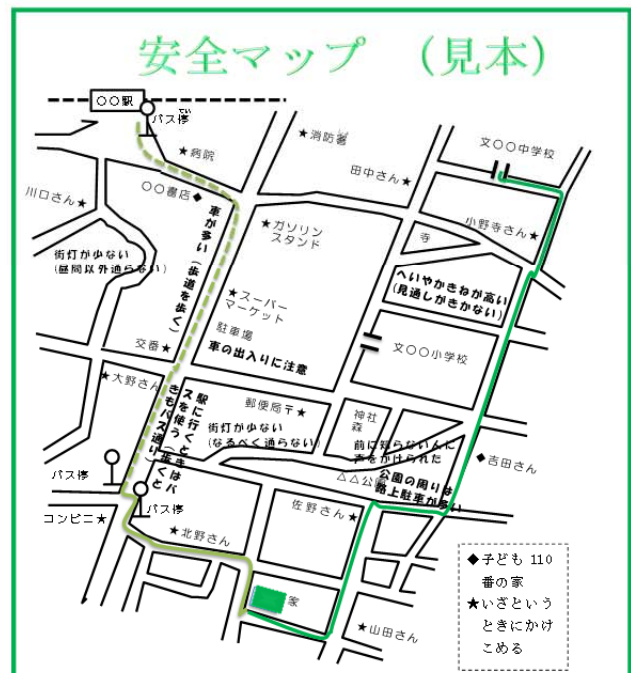 安全マップ　（見本）
○○駅
バス停
てい
★病院
★消防署
しょ
文○○中学校
田中さん★
川口さん★
○○書店◆
小野寺さん★
★ガソリン
スタンド
寺
車が多い（歩道を歩く）
街灯が少ない
(昼間以外通らない)
へいやかきねが高い
(見通しがきかない)
★スーパー
マーケット
駐車場
車の出入りに注意
交番★
文○○小学校
★大野さん
駅に行くときはバ
スを使う（歩くと
きもバス通り）
郵便局〒★
街灯が少ない
(なるべく通らない)
神社
森
前に知らない人に
声をかけられた
◆吉田さん
△△公園
公園の周りは
路上駐車が多い
バス停
バス停
コンビニ★
★北野さん
佐野さん★
家
★山田さん
◆子ども 110
番の家
★いざという
ときにかけ
こめる